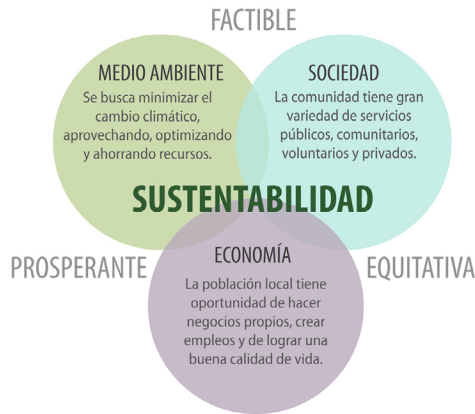 FACTIBLE
MEDIO AMBIENTE
Se busca minimizar el
cambio climático,
aprovechando, optimizando
y ahorrando recursos.
SOCIEDAD
La comunidad tiene gran
variedad de servicios
públicos, comunitarios,
voluntarios y privados.
SUSTENTABILIDAD
PROSPERANTE
EQUITATIVA
ECONOMÍA
La población local tiene
oportunidad de hacer
negocios propios, crear
empleos y de lograr una
buena calidad de vida.